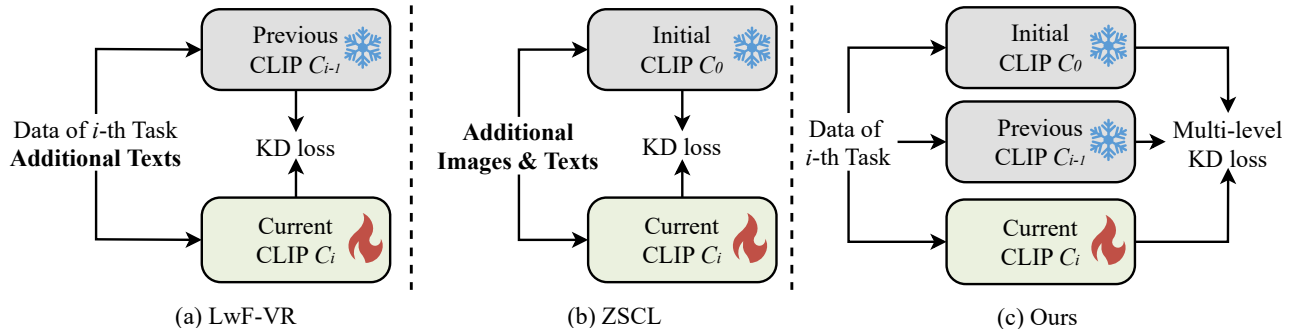 Previous
CLIP Ci-1
Data of i-th Task
Additional Texts
KD loss
Current
CLIP Ci
(a) LwF-VR
Initial
CLIP C0
Additional
Images & Texts
KD loss
Current
CLIP Ci
(b) ZSCL
Initial
CLIP C0
Data of
i-th Task
Previous
CLIP Ci-1
Multi-level
KD loss
Current
CLIP Ci
(c) Ours